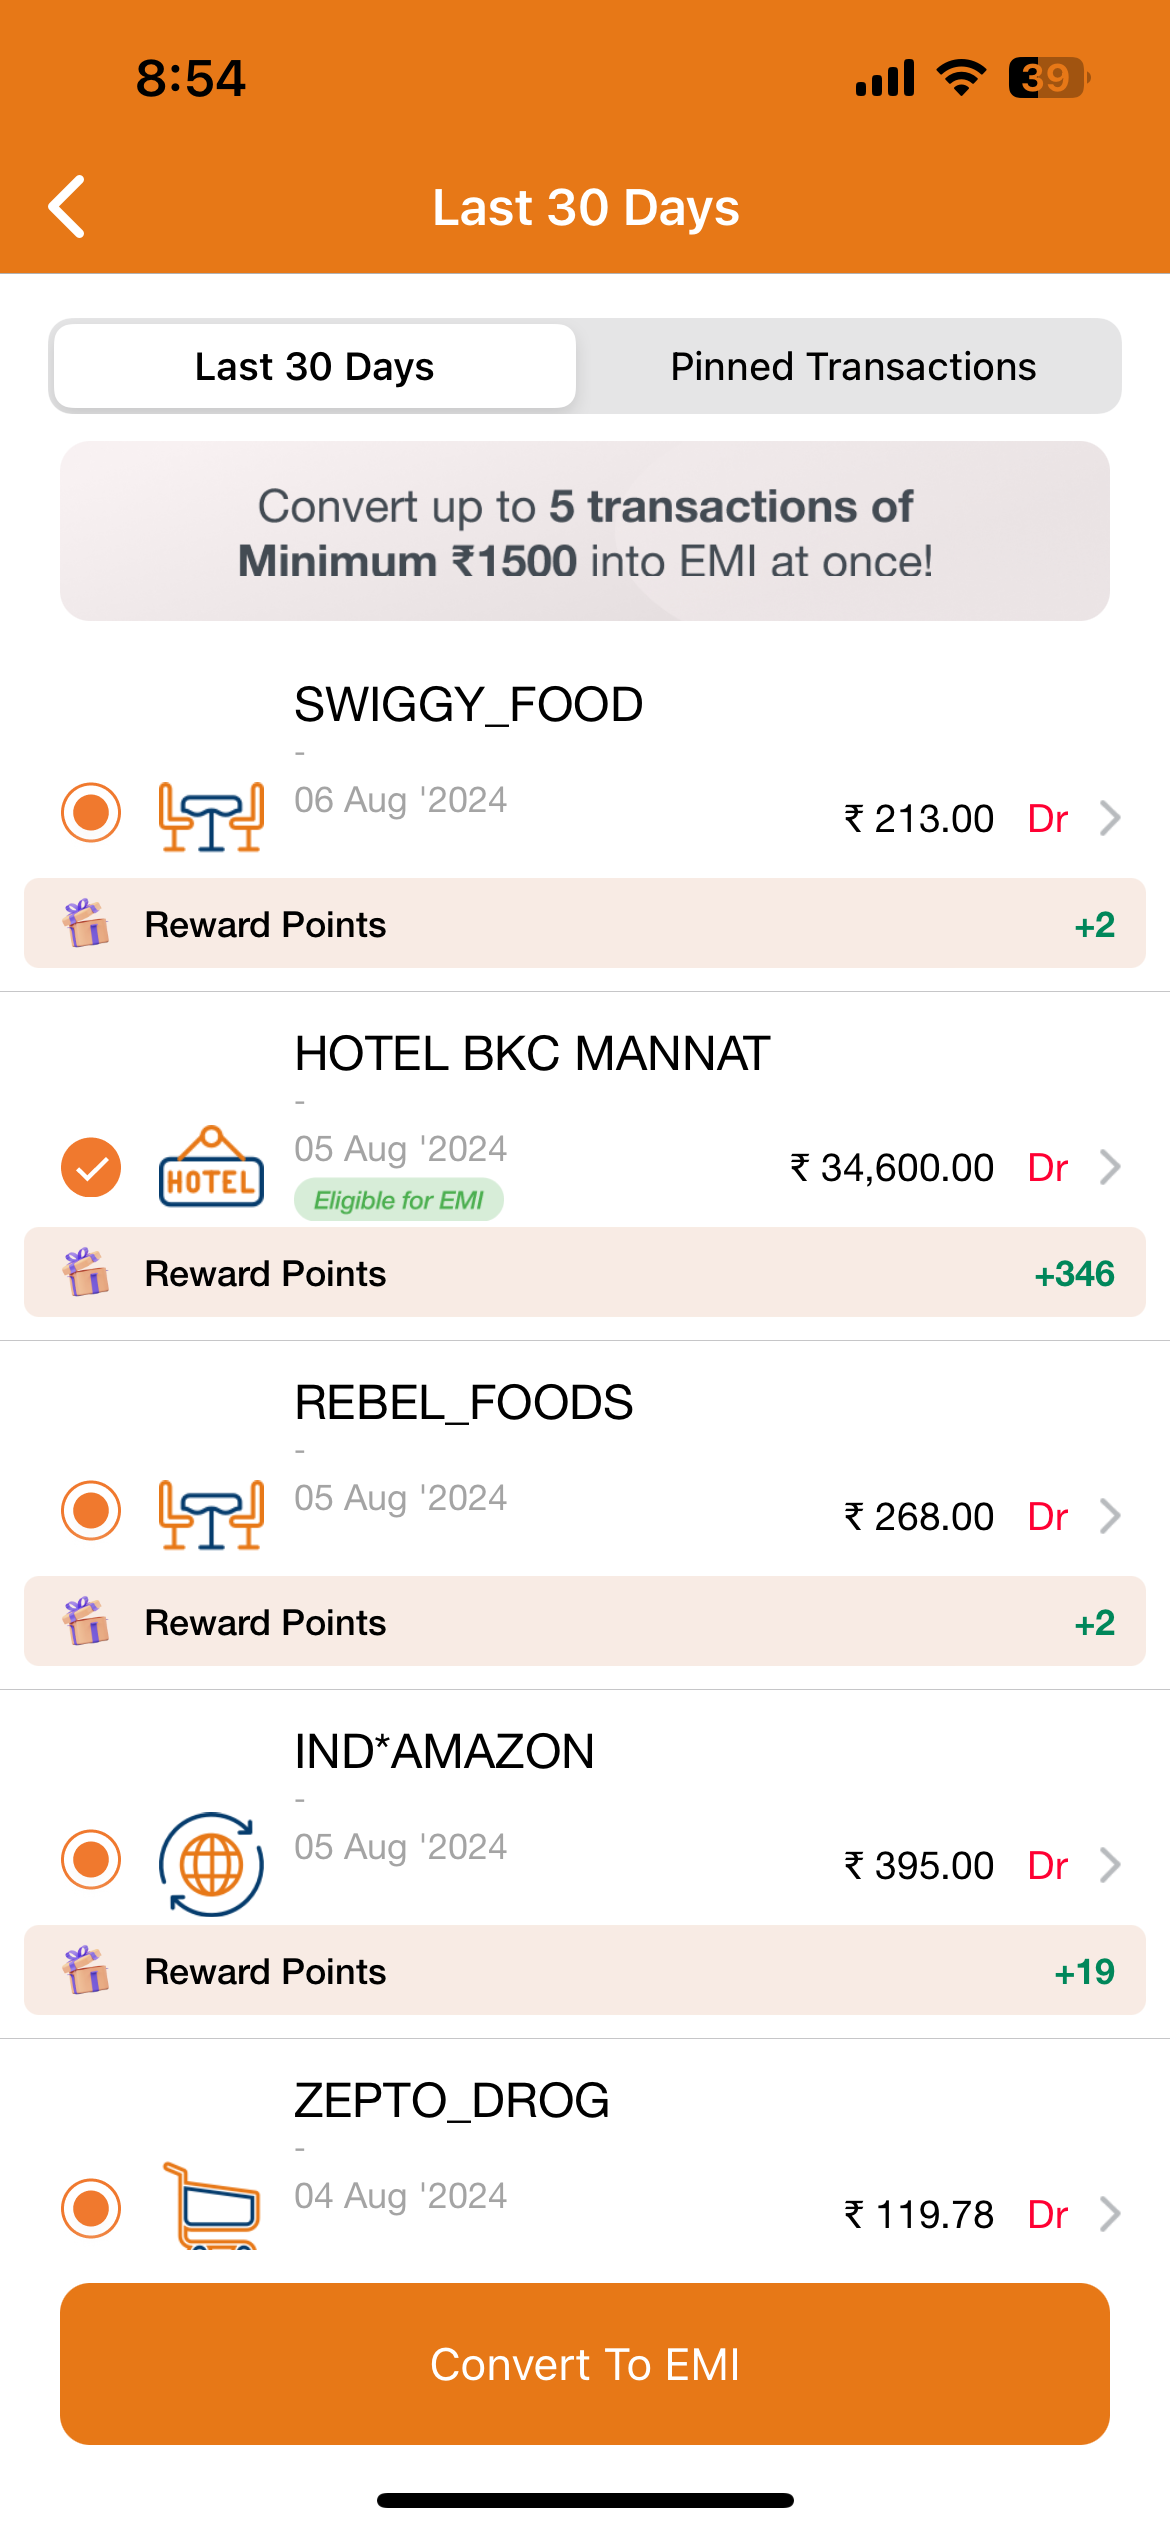 8:54
39
Last 30 Days
Last 30 Days
Pinned Transactions
Convert up to 5 transactions of
Minimum ₹1500 into EMI at once!
SWIGGY_FOOD
-
06 Aug '2024
₹ 213.00 Dr
Reward Points +2
HOTEL BKC MANNAT
-
05 Aug '2024
HOTEL
₹ 34,600.00 Dr
Eligible for EMI
Reward Points +346
REBEL_FOODS
-
05 Aug '2024
₹ 268.00 Dr
Reward Points +2
IND*AMAZON
-
05 Aug '2024
₹ 395.00 Dr
Reward Points +19
ZEPTO_DROG
-
04 Aug '2024
₹ 119.78 Dr
Convert To EMI